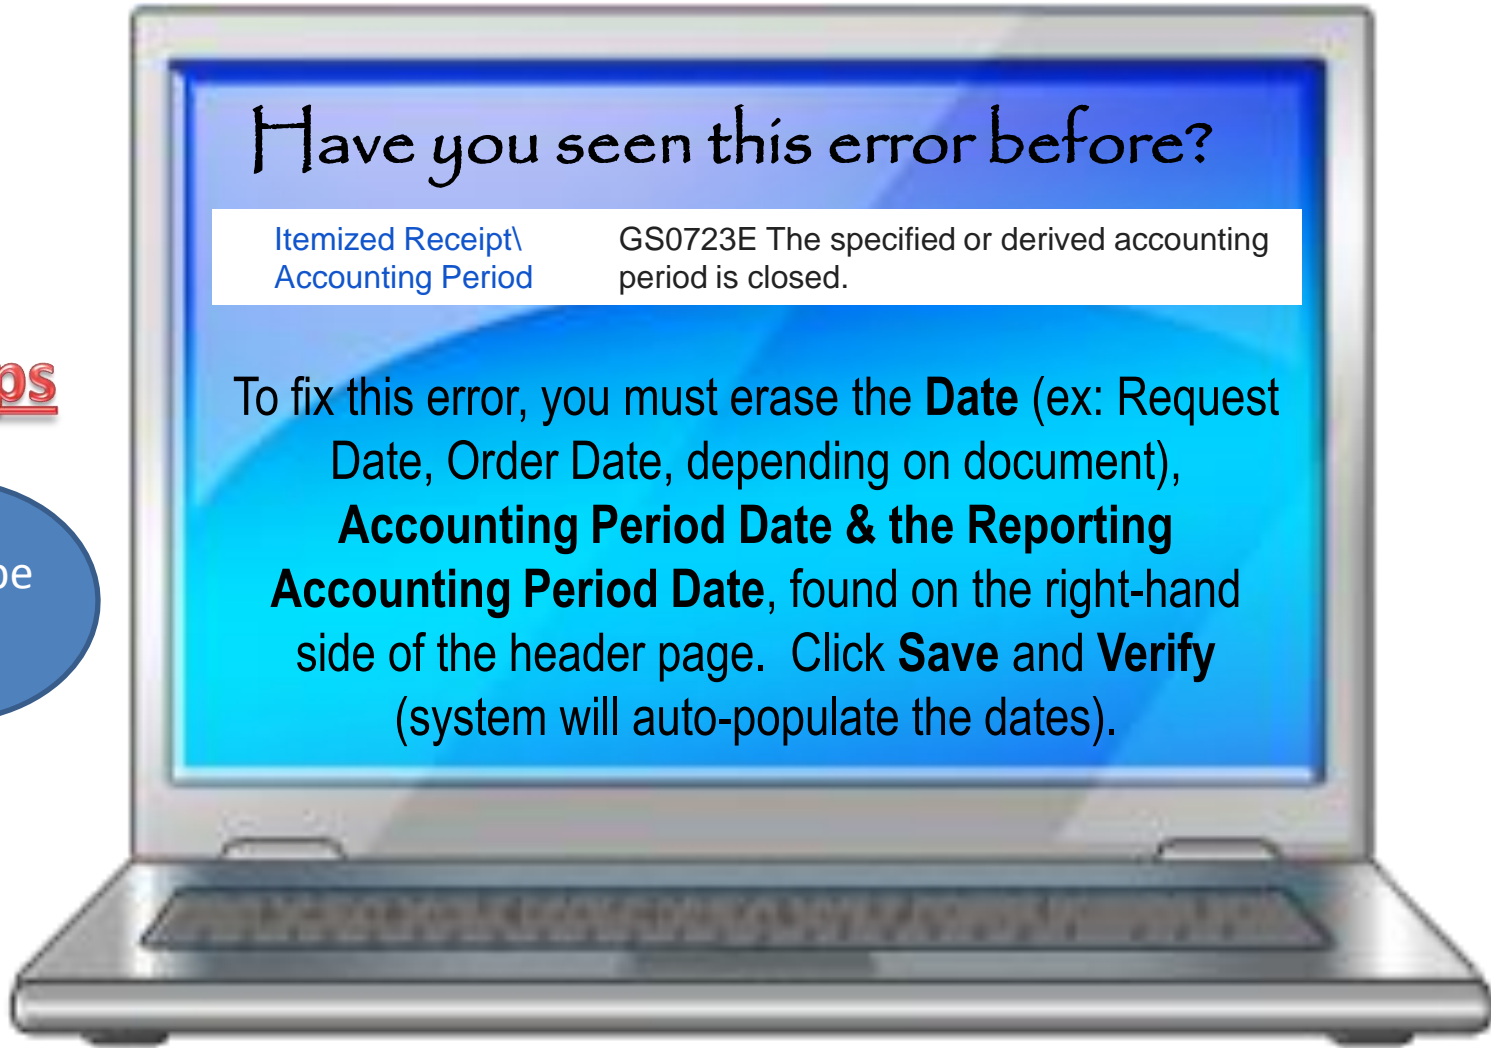 Have you seen this error before?
Itemized Receipt\ GS0723E The specified or derived accounting
Accounting Period period is closed.
ps
To fix this error, you must erase the Date (ex: Request
Date, Order Date, depending on document),
Accounting Period Date & the Reporting
Accounting Period Date, found on the right-hand
side of the header page. Click Save and Verify
(system will auto-populate the dates).